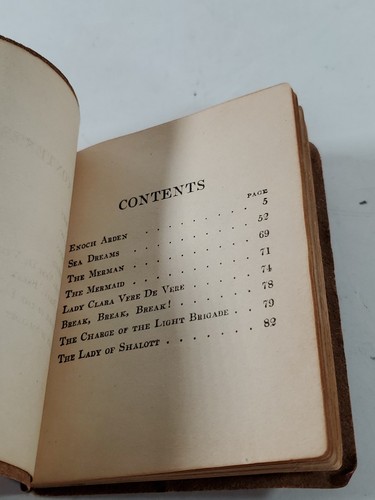 CONTENTS
PAGE
ENOCH ARDEN 5
SEA DREAMS 52
THE MERMAN 69
THE MERMAID 71
LADY CLARA VERE DE VERE 74
BREAK, BREAK, BREAK! 78
THE CHARGE OF THE LIGHT BRIGADE 79
THE LADY OF SHALOTT 82